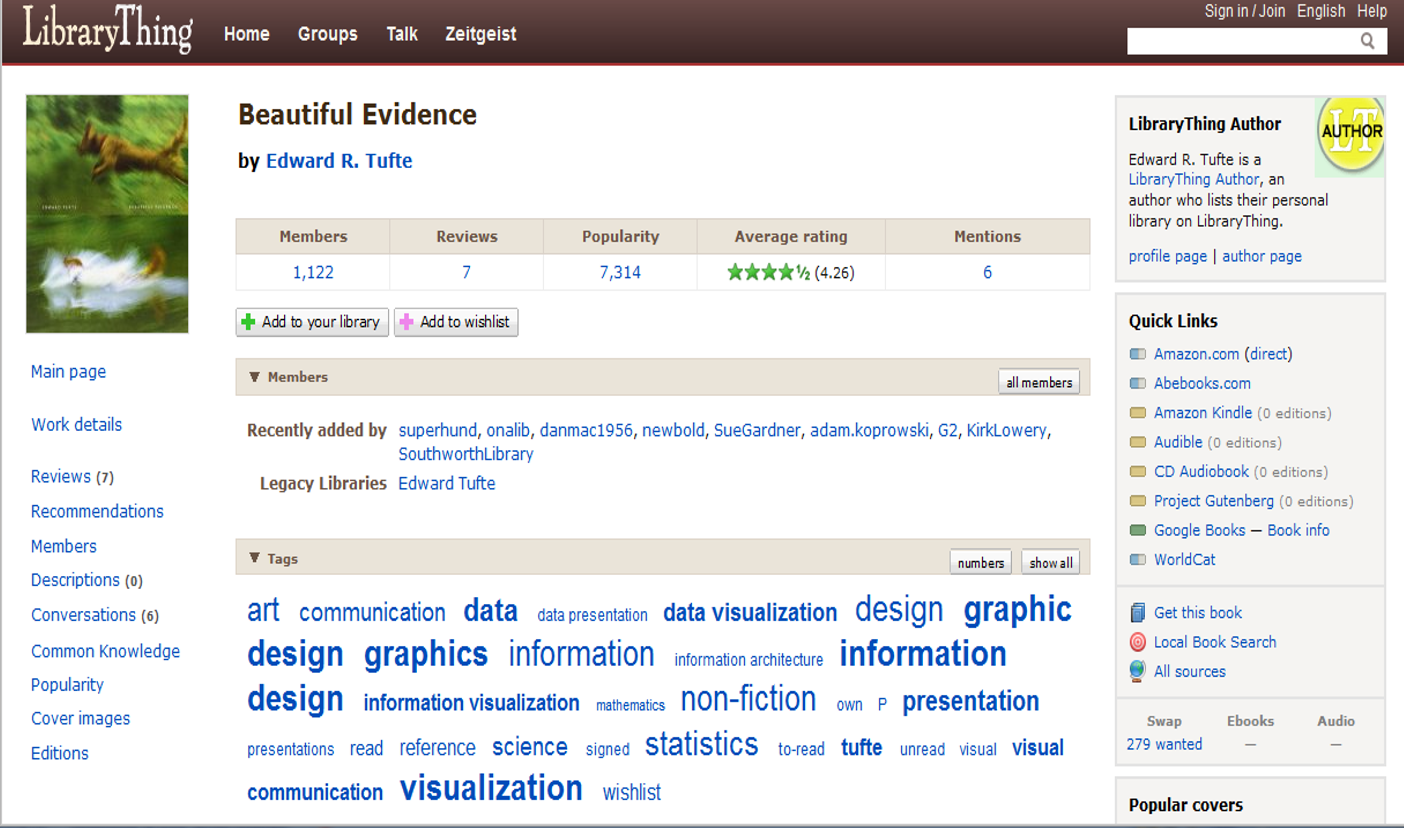 LibraryThing
Home Groups Talk Zeitgeist
Sign in / Join English Help
EDWARD TUFTE
BEAUTIFUL EVIDENCE
Main page
Work details
Reviews (7)
Recommendations
Members
Descriptions (0)
Conversations (6)
Common Knowledge
Popularity
Cover images
Editions
Beautiful Evidence
by Edward R. Tufte
Members Reviews Popularity Average rating Mentions
1,122 7 7,314 ½ (4.26) 6
Add to your library Add to wishlist
Members all members
Recently added by superhund, onalib, danmac1956, newbold, SueGardner, adam.koprowski, G2, KirkLowery,
SouthworthLibrary
Legacy Libraries Edward Tufte
Tags numbers show all
art communication data data presentation data visualization design graphic
design graphics information information architecture information
design information visualization mathematics non-fiction own P presentation
presentations read reference science signed statistics to-read tufte unread visual visual
communication visualization wishlist
LibraryThing Author
LT
AUTHOR
Edward R. Tufte is a
LibraryThing Author, an
author who lists their personal
library on LibraryThing.
profile page | author page
Quick Links
Amazon.com (direct)
Abebooks.com
Amazon Kindle (0 editions)
Audible (0 editions)
CD Audiobook (0 editions)
Project Gutenberg (0 editions)
Google Books — Book info
WorldCat
Get this book
Local Book Search
All sources
Swap Ebooks Audio
279 wanted — —
Popular covers